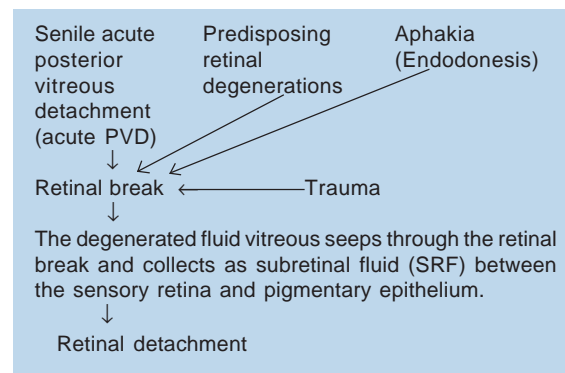 Senile acute
posterior
vitreous
detachment
(acute PVD)
Predisposing
retinal
degenerations
Aphakia
(Endodonesis)
↓
Retinal break ← Trauma
↓
The degenerated fluid vitreous seeps through the retinal
break and collects as subretinal fluid (SRF) between
the sensory retina and pigmentary epithelium.
↓
Retinal detachment